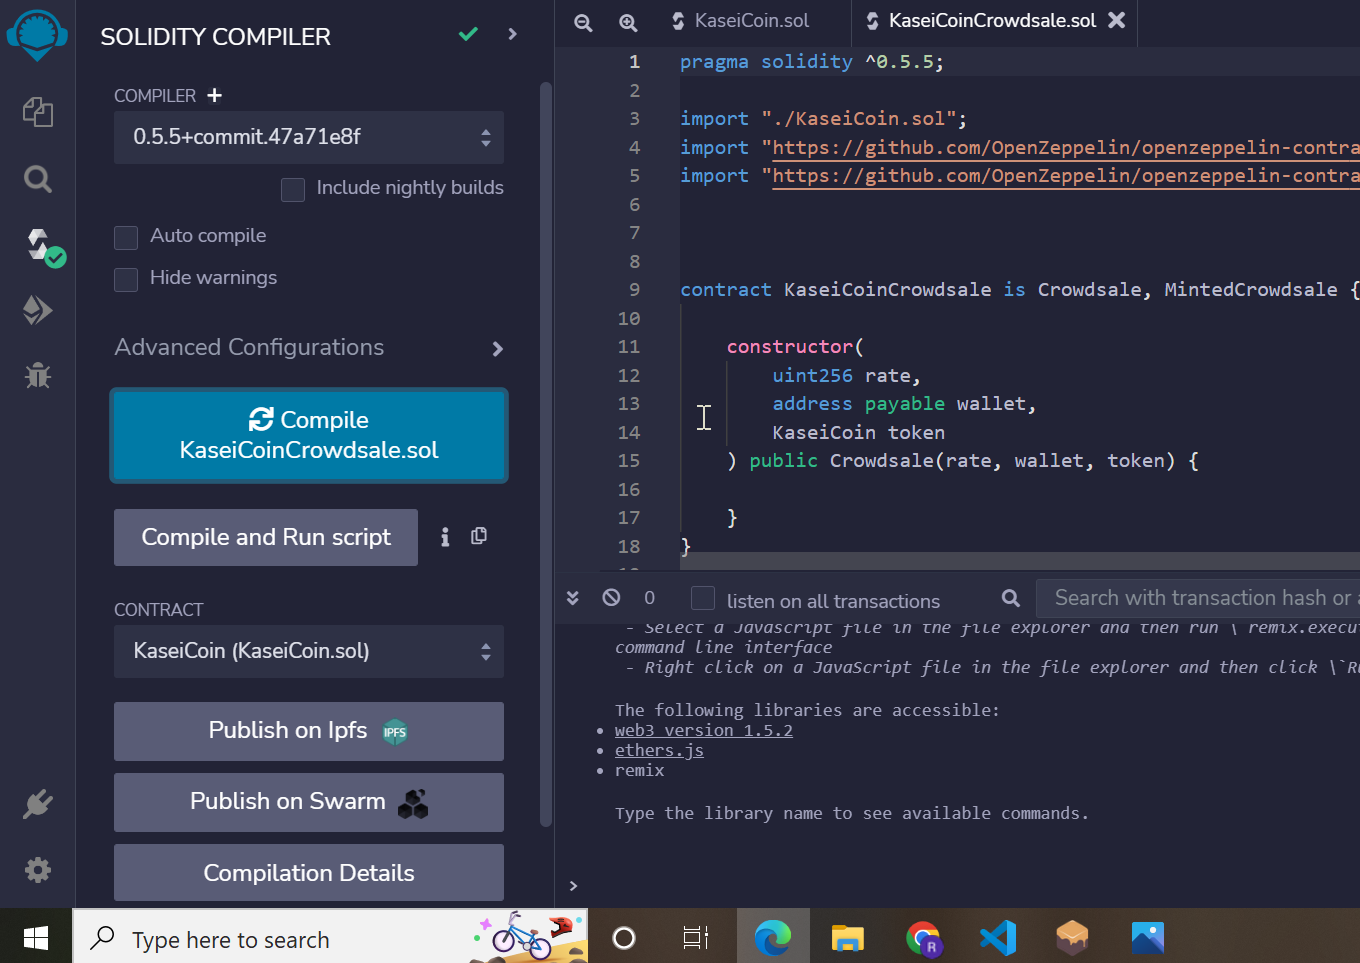 SOLIDITY COMPILER
COMPILER +
0.5.5+commit.47a71e8f
Include nightly builds
Auto compile
Hide warnings
Advanced Configurations
Compile
KaseiCoinCrowdsale.sol
Compile and Run script
CONTRACT
KaseiCoin (KaseiCoin.sol)
Publish on Ipfs IPFS
Publish on Swarm
Compilation Details
KaseiCoin.sol
KaseiCoinCrowdsale.sol
1 pragma solidity ^0.5.5;
2
3 import "./KaseiCoin.sol";
4 import "https://github.com/OpenZeppelin/openzeppelin-contra
5 import "https://github.com/OpenZeppelin/openzeppelin-contra
6
7
8
9 contract KaseiCoinCrowdsale is Crowdsale, MintedCrowdsale {
10
11 constructor(
12 uint256 rate,
13 address payable wallet,
14 KaseiCoin token
15 ) public Crowdsale(rate, wallet, token) {
16
17 }
18 }
0
listen on all transactions
Search with transaction hash or a
- Select a Javascript file in the file explorer and then run \`remix.execut
command line interface
- Right click on a JavaScript file in the file explorer and then click \`Ru
The following libraries are accessible:
• web3 version 1.5.2
• ethers.js
• remix
Type the library name to see available commands.
>
Type here to search
R